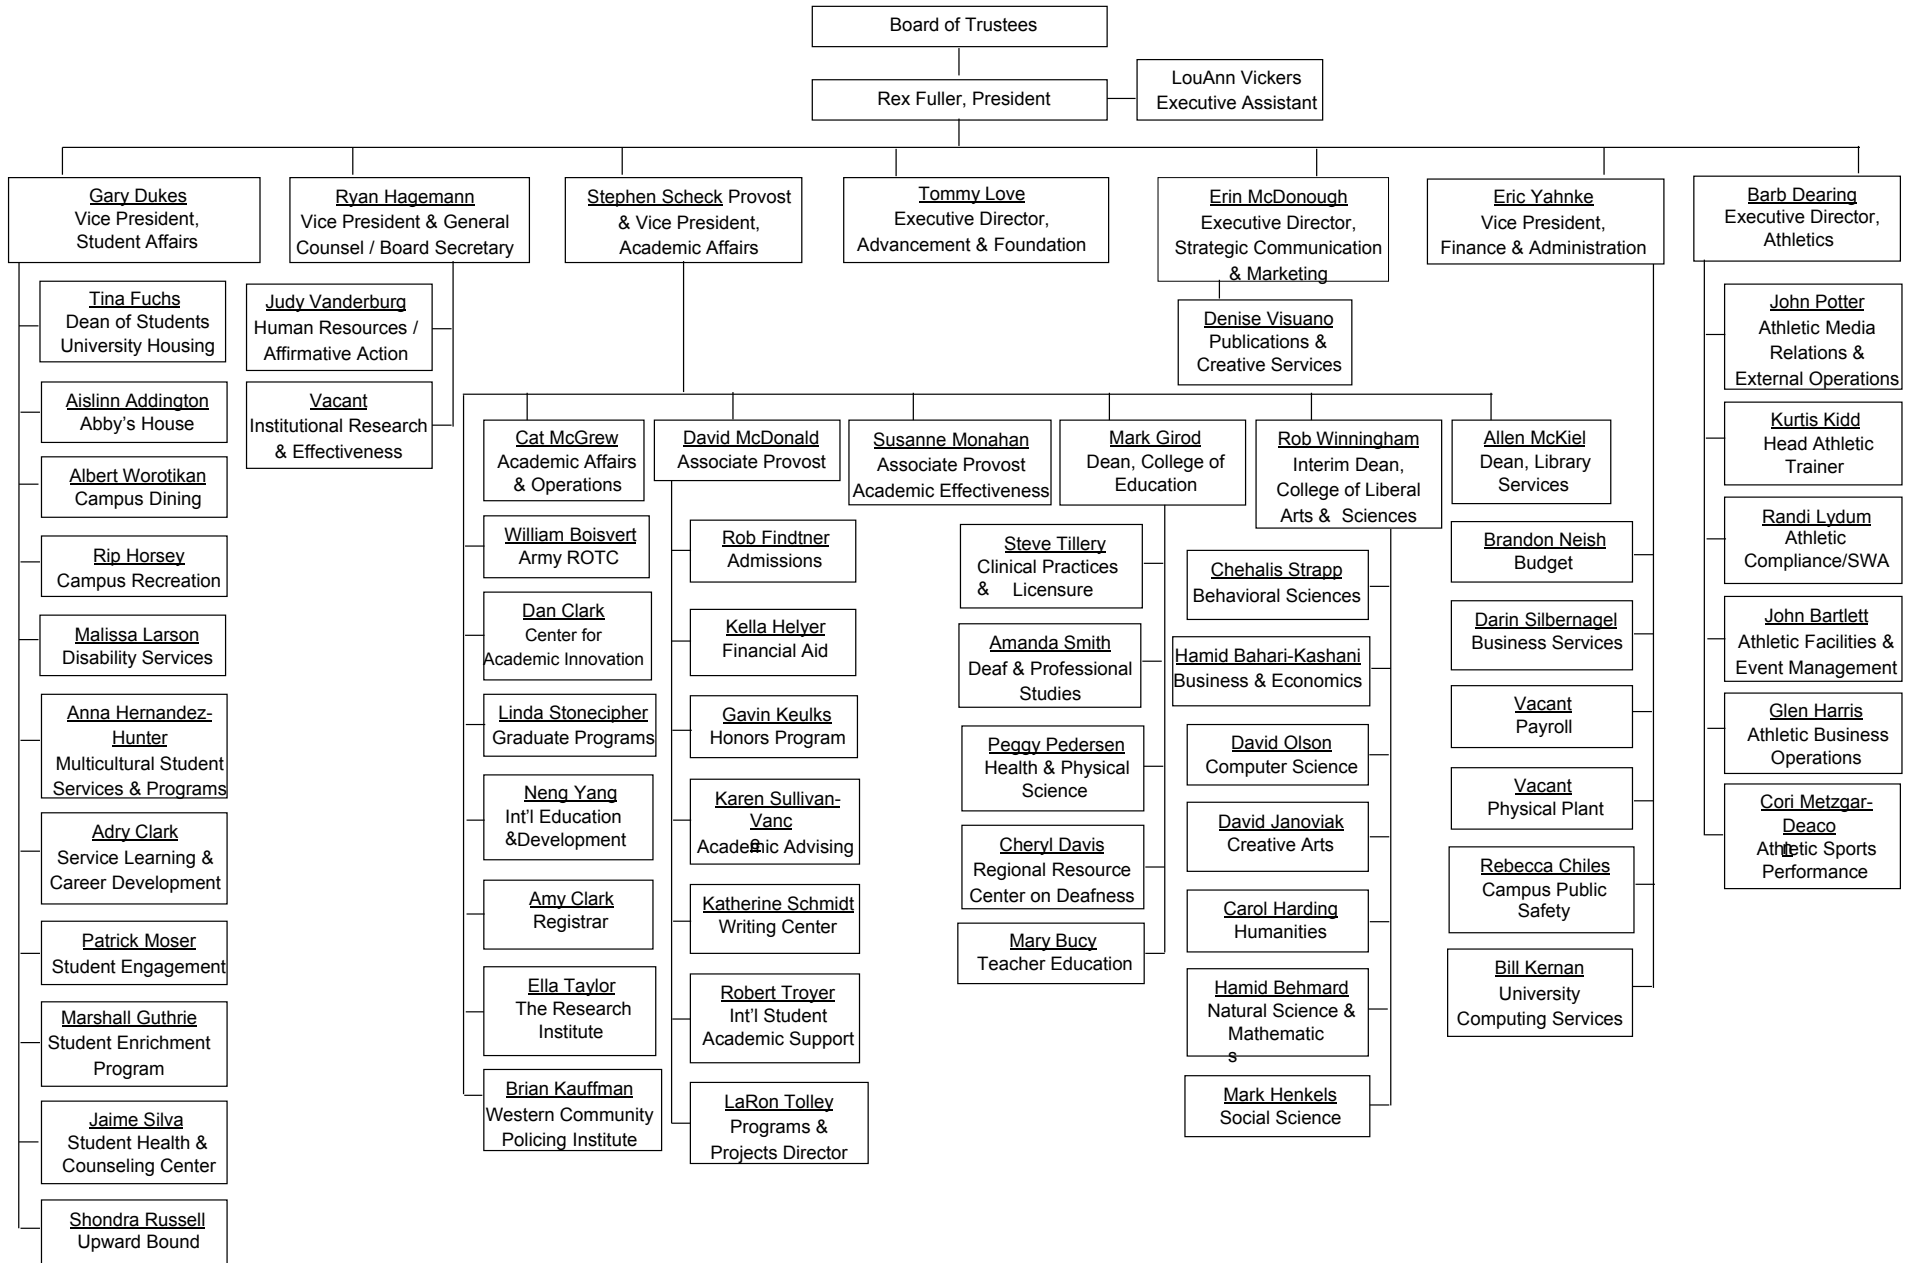 Board of Trustees
Rex Fuller, President
LouAnn Vickers
Executive Assistant
Gary Dukes
Vice President,
Student Affairs
Ryan Hagemann
Vice President & General
Counsel / Board Secretary
Stephen Scheck Provost
& Vice President,
Academic Affairs
Tommy Love
Executive Director,
Advancement & Foundation
Erin McDonough
Executive Director,
Strategic Communication
& Marketing
Eric Yahnke
Vice President,
Finance & Administration
Barb Dearing
Executive Director,
Athletics
Tina Fuchs
Dean of Students
University Housing
Aislinn Addington
Abby’s House
Albert Worotikan
Campus Dining
Rip Horsey
Campus Recreation
Malissa Larson
Disability Services
Anna Hernandez-
Hunter
Multicultural Student
Services & Programs
Adry Clark
Service Learning &
Career Development
Patrick Moser
Student Engagement
Marshall Guthrie
Student Enrichment
Program
Jaime Silva
Student Health &
Counseling Center
Shondra Russell
Upward Bound
Judy Vanderburg
Human Resources /
Affirmative Action
Vacant
Institutional Research
& Effectiveness
Cat McGrew
Academic Affairs
& Operations
William Boisvert
Army ROTC
Dan Clark
Center for
Academic Innovation
Linda Stonecipher
Graduate Programs
Neng Yang
Int’l Education
&Development
Amy Clark
Registrar
Ella Taylor
The Research
Institute
Brian Kauffman
Western Community
Policing Institute
David McDonald
Associate Provost
Rob Findtner
Admissions
Kella Helyer
Financial Aid
Gavin Keulks
Honors Program
Karen Sullivan-
Vanc
e
Academic Advising
Katherine Schmidt
Writing Center
Robert Troyer
Int’l Student
Academic Support
LaRon Tolley
Programs &
Projects Director
Susanne Monahan
Associate Provost
Academic Effectiveness
Mark Girod
Dean, College of
Education
Steve Tillery
Clinical Practices
& Licensure
Amanda Smith
Deaf & Professional
Studies
Peggy Pedersen
Health & Physical
Science
Cheryl Davis
Regional Resource
Center on Deafness
Mary Bucy
Teacher Education
Rob Winningham
Interim Dean,
College of Liberal
Arts & Sciences
Chehalis Strapp
Behavioral Sciences
Hamid Bahari-Kashani
Business & Economics
David Olson
Computer Science
David Janoviak
Creative Arts
Carol Harding
Humanities
Hamid Behmard
Natural Science &
Mathematic
s
Mark Henkels
Social Science
Allen McKiel
Dean, Library
Services
Denise Visuano
Publications &
Creative Services
Brandon Neish
Budget
Darin Silbernagel
Business Services
Vacant
Payroll
Vacant
Physical Plant
Rebecca Chiles
Campus Public
Safety
Bill Kernan
University
Computing Services
John Potter
Athletic Media
Relations &
External Operations
Kurtis Kidd
Head Athletic
Trainer
Randi Lydum
Athletic
Compliance/SWA
John Bartlett
Athletic Facilities &
Event Management
Glen Harris
Athletic Business
Operations
Cori Metzgar-
Deaco
n
Athletic Sports
Performance